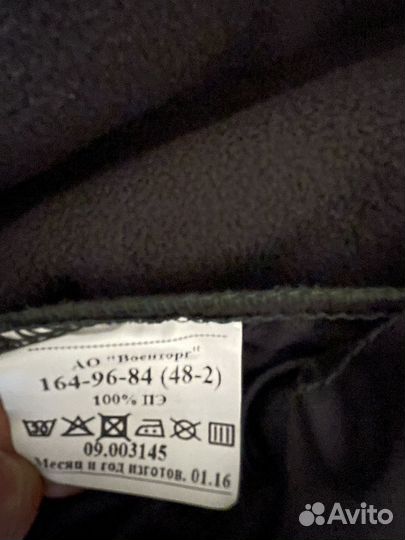 АО "Военторг"
164-96-84 (48-2)
100% ПЭ
09.003145
Месяц и год изготов. 01.16
Avito